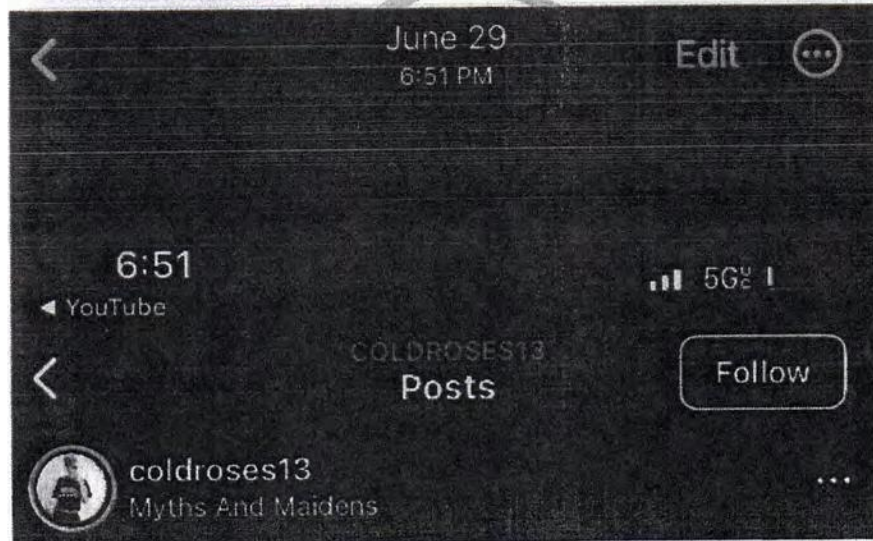 June 29
Edit
6:51 PM
6:51
5G
YouTube
COLDROSES13
Posts
Follow
coldroses13
Myths And Maidens